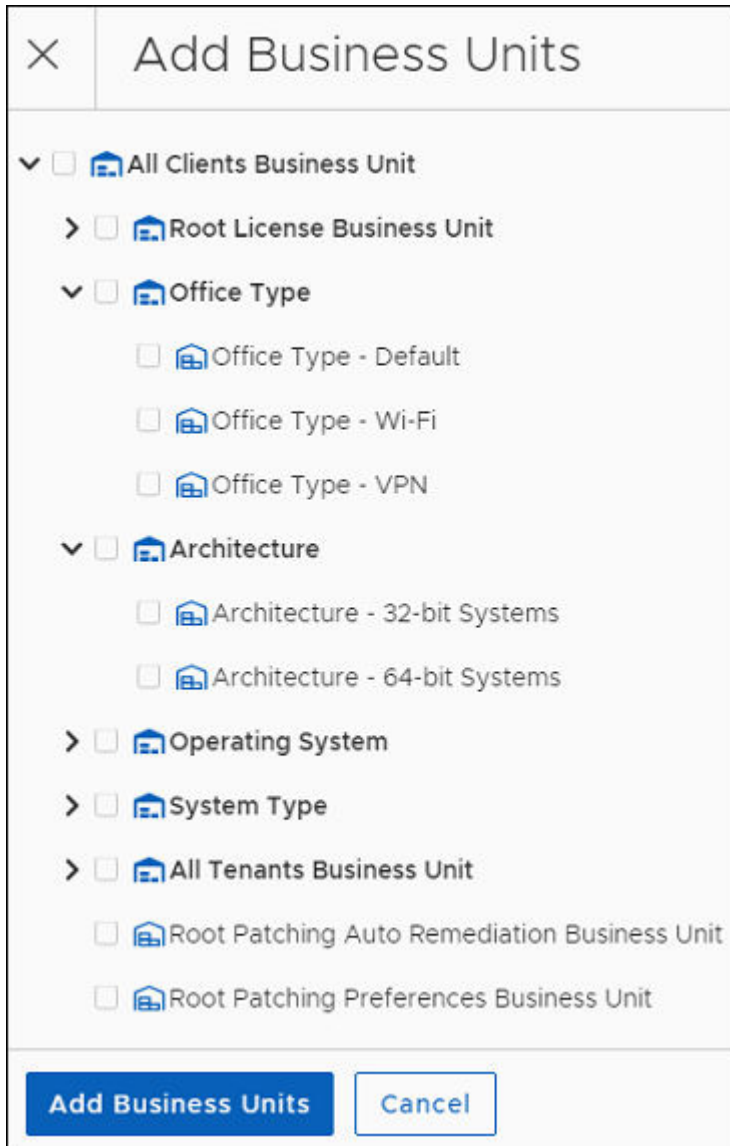 Add Business Units
All Clients Business Unit
Root License Business Unit
Office Type
Office Type - Default
Office Type - Wi-Fi
Office Type - VPN
Architecture
Architecture - 32-bit Systems
Architecture - 64-bit Systems
Operating System
System Type
All Tenants Business Unit
Root Patching Auto Remediation Business Unit
Root Patching Preferences Business Unit
Add Business Units Cancel